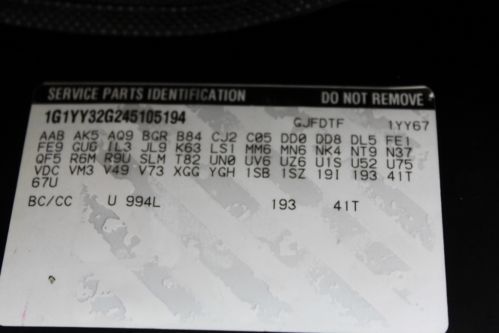 SERVICE PARTS IDENTIFICATION DO NOT REMOVE
1G1YY32G245105194 GJFDTF 1YY67
AAB AK5 AQ9 BGR B84 CJ2 C05 DD0 DD8 DL5 FE1
FE9 GU6 IL3 JL9 K63 LS1 MM6 MN6 NK4 NT9 N37
QF5 R6M R9U SLM T82 UN0 UV6 UZ6 U1S U52 U75
VDC VM3 V49 V73 XGG YGH 1SB 1SZ 19I 193 41T
67U
BC/CC U 994L 193 41T